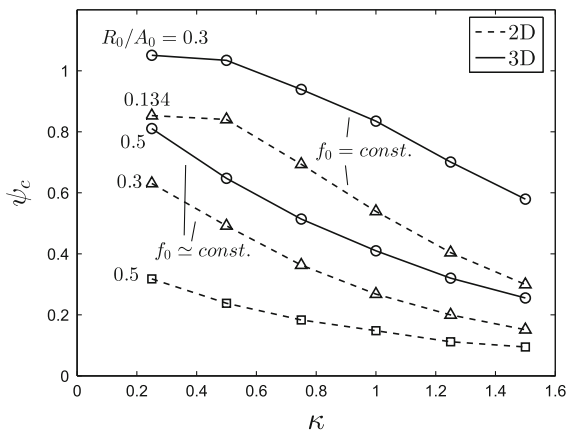 R₀/A₀ = 0.3
2D
3D
1
0.134
0.8
0.5
f₀ = const.
ψ_c
0.6
0.3
0.4
f₀ ≃ const.
0.5
0.2
0
0 0.2 0.4 0.6 0.8 1 1.2 1.4 1.6
κ